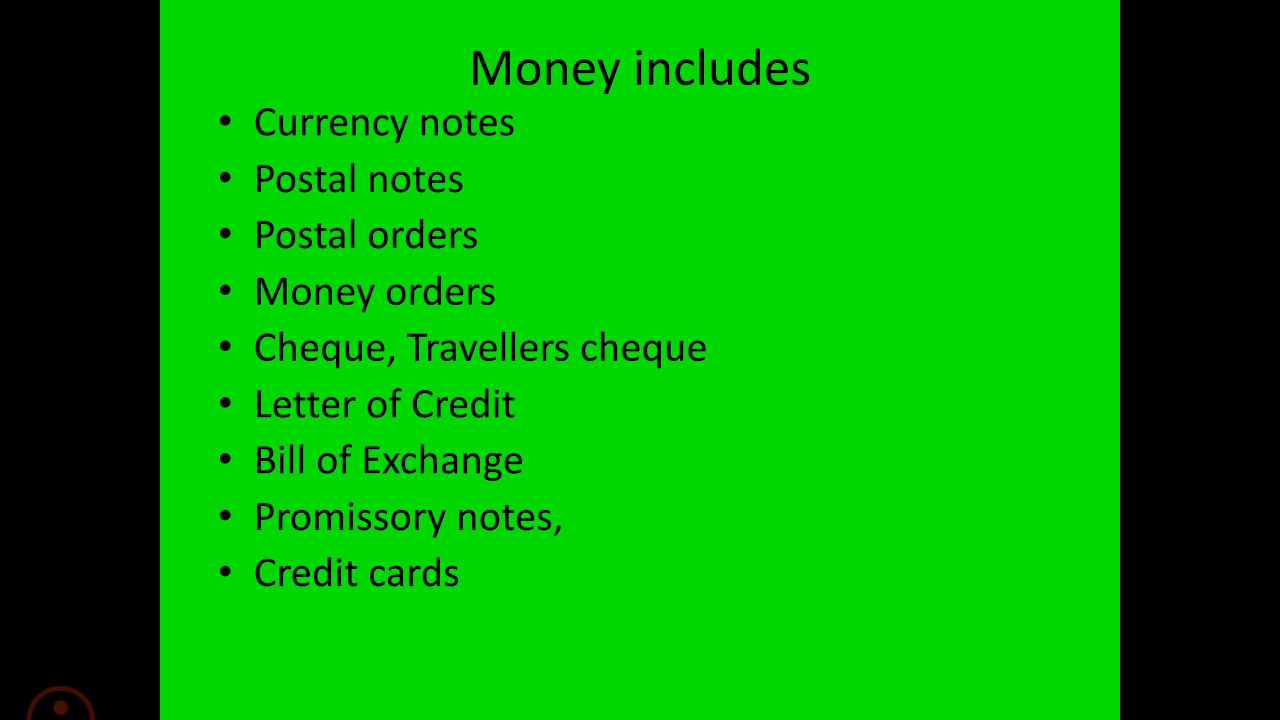 Money includes
• Currency notes
• Postal notes
• Postal orders
• Money orders
• Cheque, Travellers cheque
• Letter of Credit
• Bill of Exchange
• Promissory notes,
• Credit cards